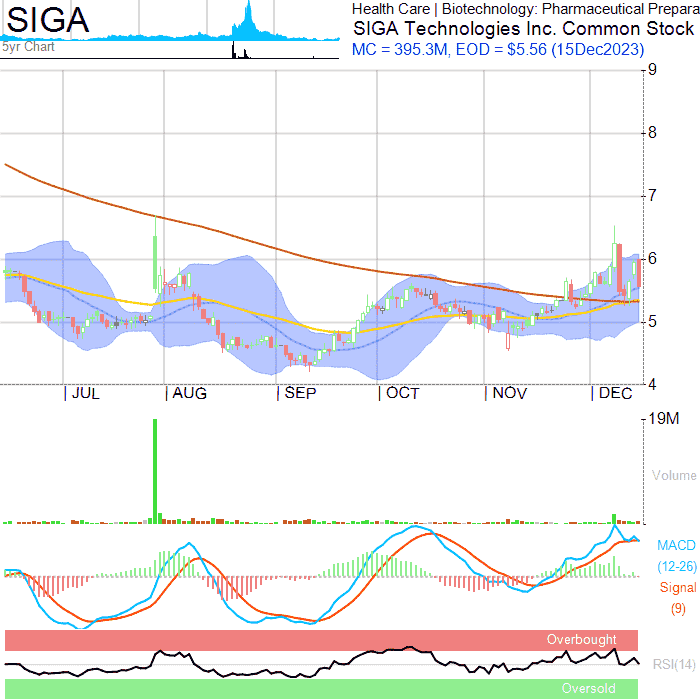 SIGA
5yr Chart
Health Care | Biotechnology: Pharmaceutical Prepara
SIGA Technologies Inc. Common Stock
MC = 395.3M, EOD = $5.56 (15Dec2023)
9
8
7
6
5
4
JUL AUG SEP OCT NOV DEC
19M
Volume
MACD
(12-26)
Signal
(9)
Overbought
RSI(14)
Oversold